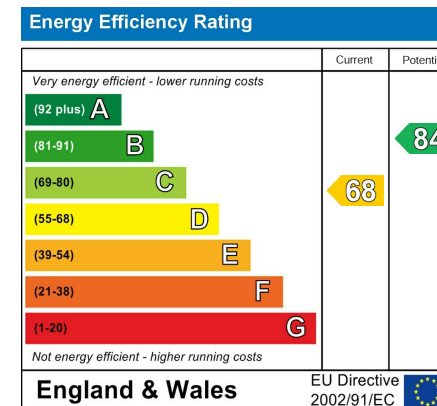 Energy Efficiency Rating
Current
Very energy efficient - lower running costs
(92 plus) A
(81-91) B
84
(69-80) C
68
(55-68) D
(39-54) E
(21-38) F
(1-20) G
Not energy efficient - higher running costs
England & Wales
EU Directive
2002/91/EC